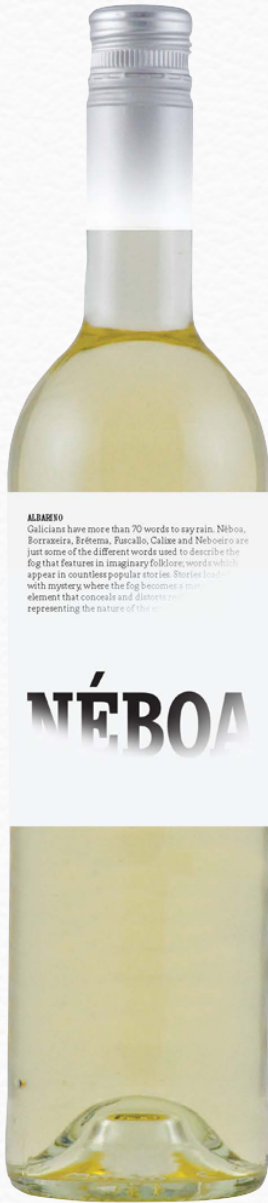 ALBARINO
Galicians have more than 70 words to say rain. Néboa,
Borraxeira, Brétema, Fuscallo, Calixe and Neboeiro are
just some of the different words used to describe the
fog that features in imaginary folklore; words which
appear in countless popular stories. Stories
with mystery, where the fog becomes a
element that conceals and distorts
representing the nature of the
NÉBOA